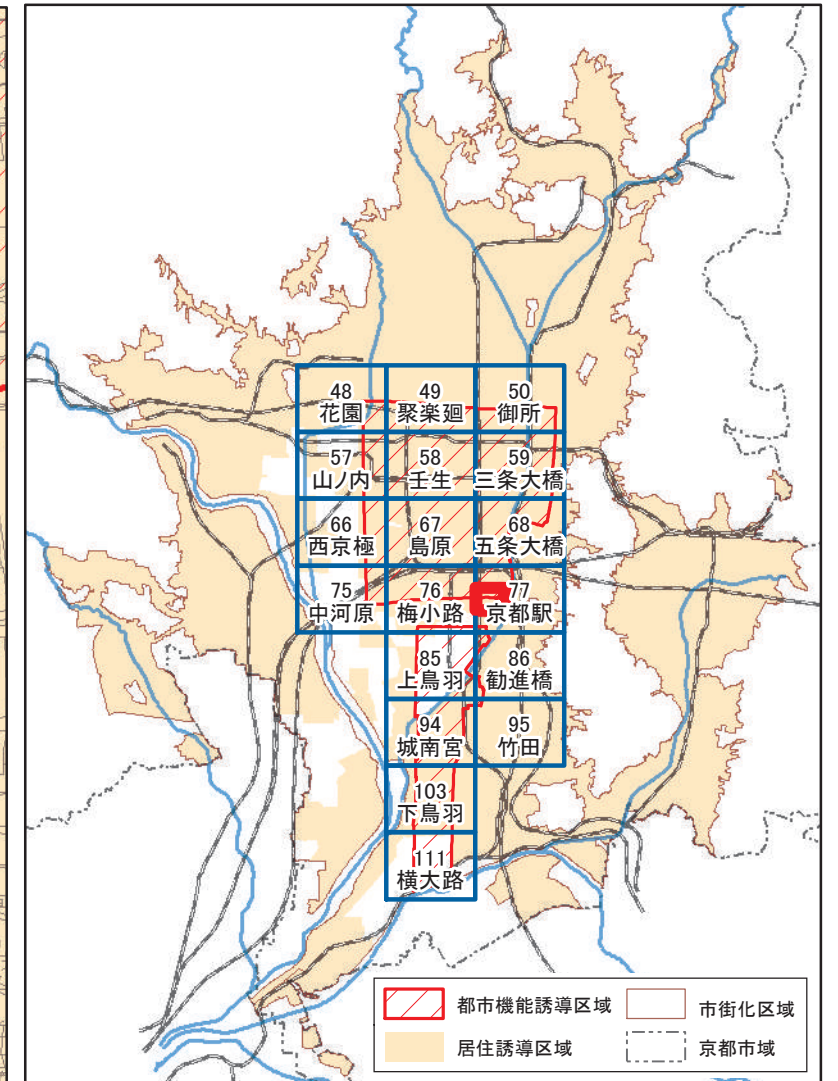 48
花園
49
聚楽廻
50
御所
57
山ノ内
58
壬生
59
三条大橋
66
西京極
67
島原
68
五条大橋
75
中河原
76
梅小路
77
京都駅
85
上鳥羽
86
勧進橋
94
城南宮
95
竹田
103
下鳥羽
111
横大路
都市機能誘導区域
市街化区域
居住誘導区域
京都市域